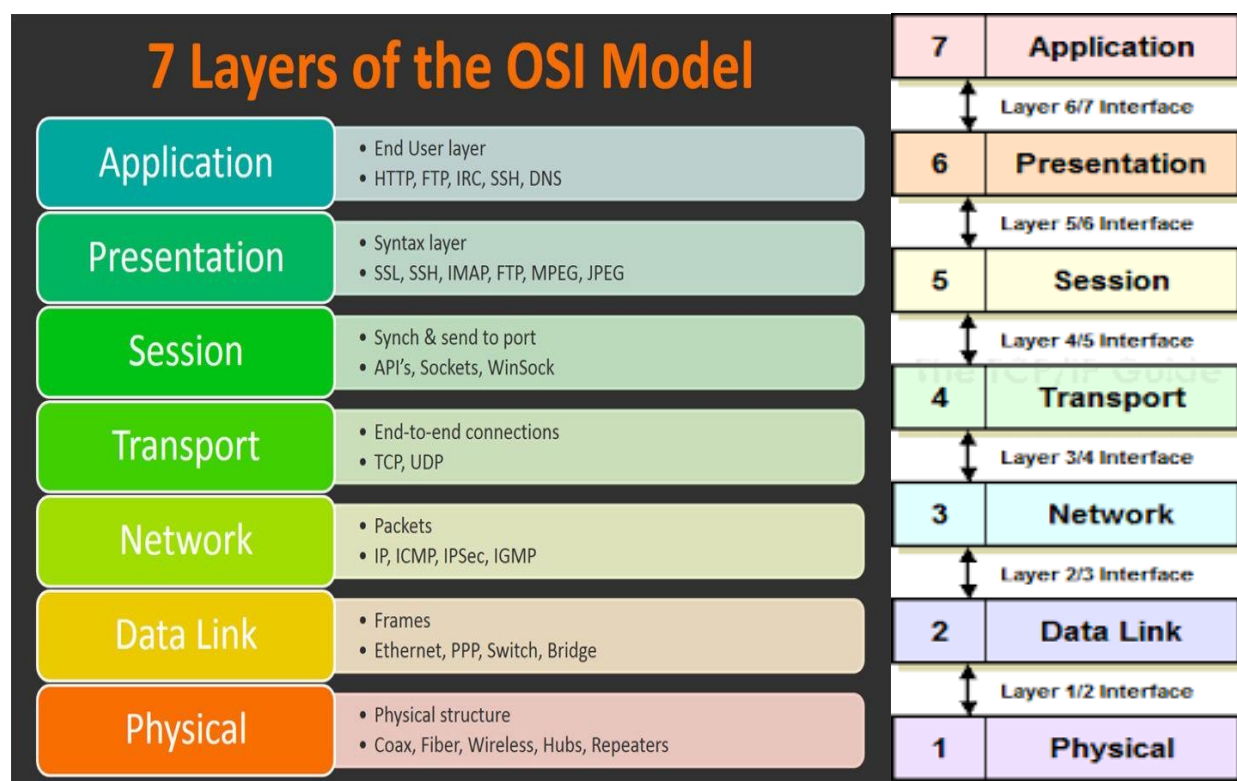 7 Layers of the OSI Model
Application
• End User layer
• HTTP, FTP, IRC, SSH, DNS
Presentation
• Syntax layer
• SSL, SSH, IMAP, FTP, MPEG, JPEG
Session
• Synch & send to port
• API's, Sockets, WinSock
Transport
• End-to-end connections
• TCP, UDP
Network
• Packets
• IP, ICMP, IPSec, IGMP
Data Link
• Frames
• Ethernet, PPP, Switch, Bridge
Physical
• Physical structure
• Coax, Fiber, Wireless, Hubs, Repeaters
7 Application
Layer 6/7 Interface
6 Presentation
Layer 5/6 Interface
5 Session
Layer 4/5 Interface
The TCP/IP Guide
4 Transport
Layer 3/4 Interface
3 Network
Layer 2/3 Interface
2 Data Link
Layer 1/2 Interface
1 Physical